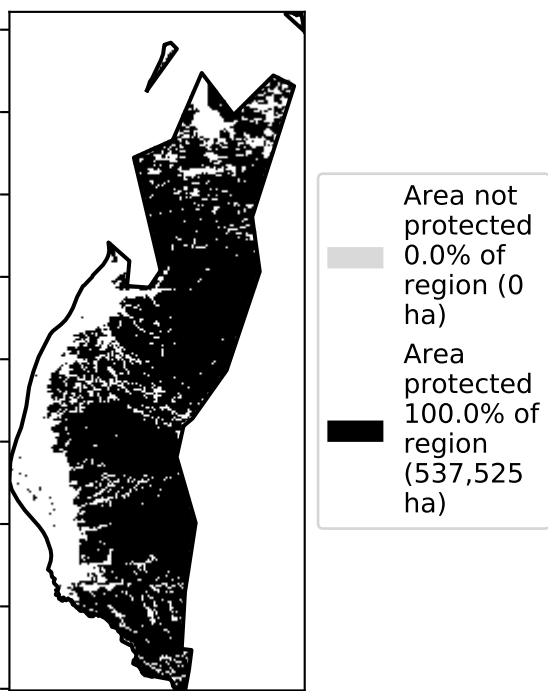 Area not
protected
0.0% of
region (0
ha)
Area
protected
100.0% of
region
(537,525
ha)